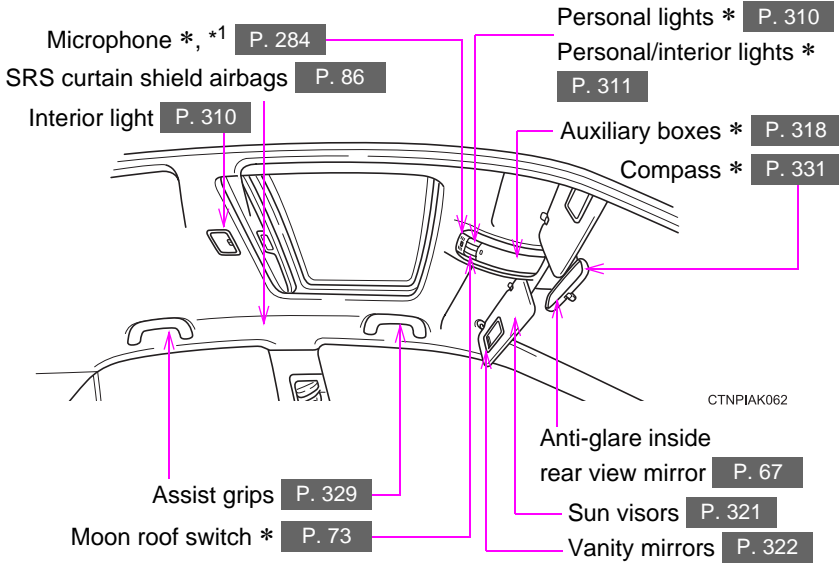 Microphone *, *1 P. 284
SRS curtain shield airbags P. 86
Interior light P. 310
Personal lights * P. 310
Personal/interior lights *
P. 311
Auxiliary boxes * P. 318
Compass * P. 331
CTNPIAK062
Anti-glare inside
rear view mirror P. 67
Assist grips P. 329
Sun visors P. 321
Moon roof switch * P. 73
Vanity mirrors P. 322